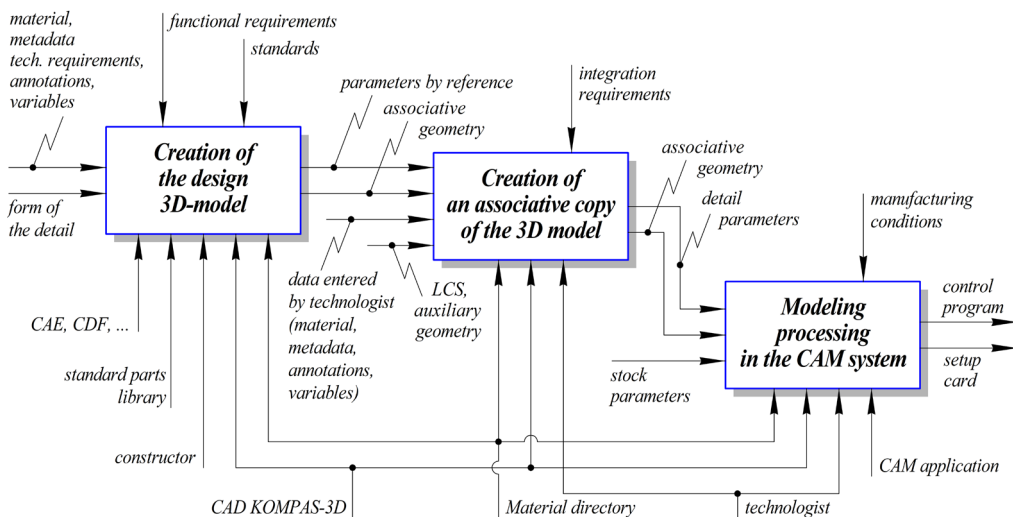 material,
metadata
tech. requirements,
annotations,
variables
functional requirements
standards
parameters by reference
associative
geometry
integration
requirements
Creation of
the design
3D-model
form of
the detail
Creation of
an associative copy
of the 3D model
associative
geometry
detail
parameters
manufacturing
conditions
data entered
by technologist
(material,
metadata,
annotations,
variables)
LCS,
auxiliary
geometry
CAE, CDF, ...
standard parts
library
constructor
CAD KOMPAS-3D
Material directory
technologist
Modeling
processing
in the CAM system
control
program
setup
card
stock
parameters
CAM application